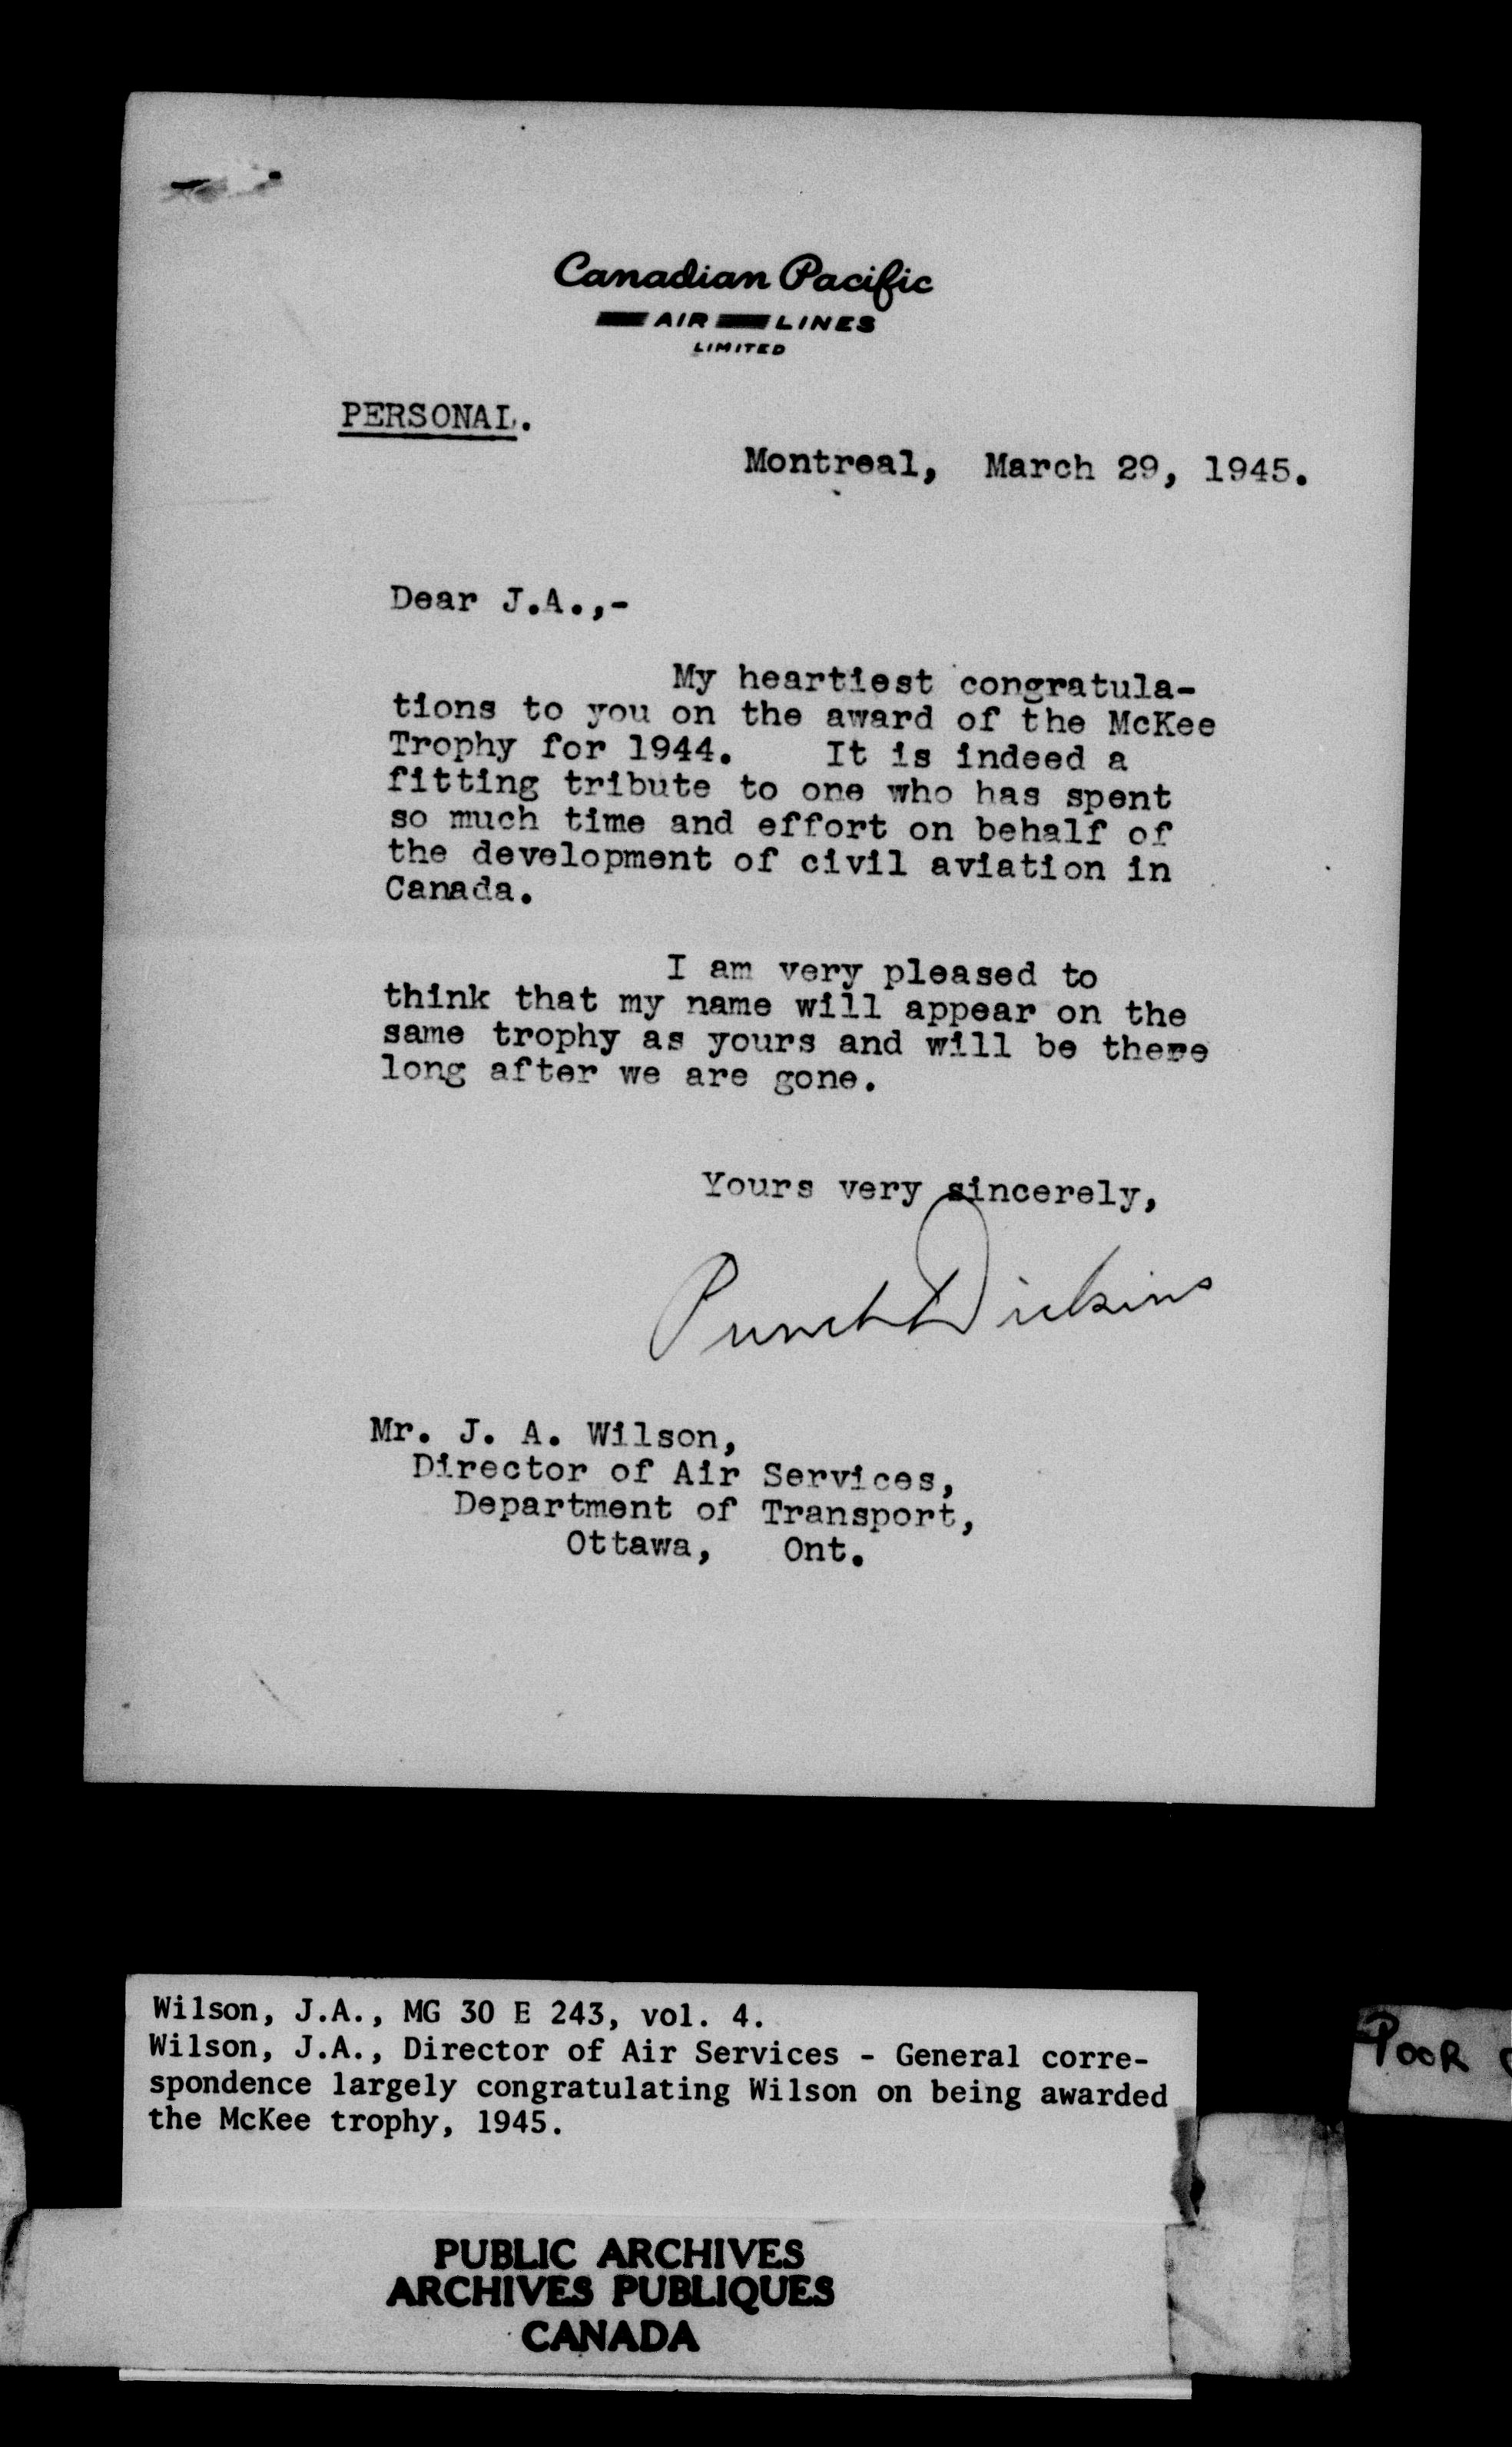 Canadian Pacific
AIR LINES
LIMITED
PERSONAL.
Montreal, March 29, 1945.
Dear J.A.,-
My heartiest congratula-
tions to you on the award of the McKee
Trophy for 1944. It is indeed a
fitting tribute to one who has spent
so much time and effort on behalf of
the development of civil aviation in
Canada.
I am very pleased to
think that my name will appear on the
same trophy as yours and will be there
long after we are gone.
Yours very sincerely,
Punch Dickins
Mr. J. A. Wilson,
Director of Air Services,
Department of Transport,
Ottawa, Ont.
Wilson, J.A., MG 30 E 243, vol. 4.
Wilson, J.A., Director of Air Services - General corre-
spondence largely congratulating Wilson on being awarded
the McKee trophy, 1945.
POOR
PUBLIC ARCHIVES
ARCHIVES PUBLIQUES
CANADA